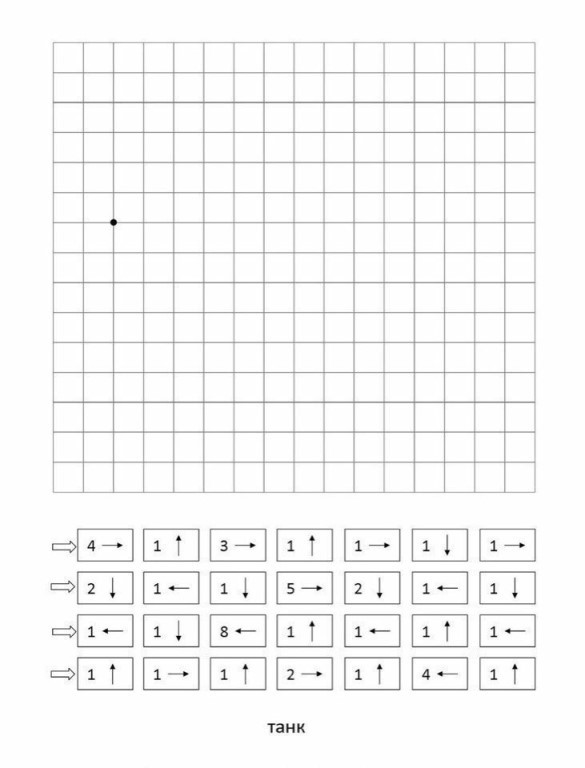 ⇨ 4 → 1 ↑ 3 → 1 ↑ 1 → 1 ↓ 1 →
⇨ 2 ↓ 1 ← 1 ↓ 5 → 2 ↓ 1 ← 1 ↓
⇨ 1 ← 1 ↓ 8 ← 1 ↑ 1 ← 1 ↑ 1 ←
⇨ 1 ↑ 1 → 1 ↑ 2 → 1 ↑ 4 ← 1 ↑
танк